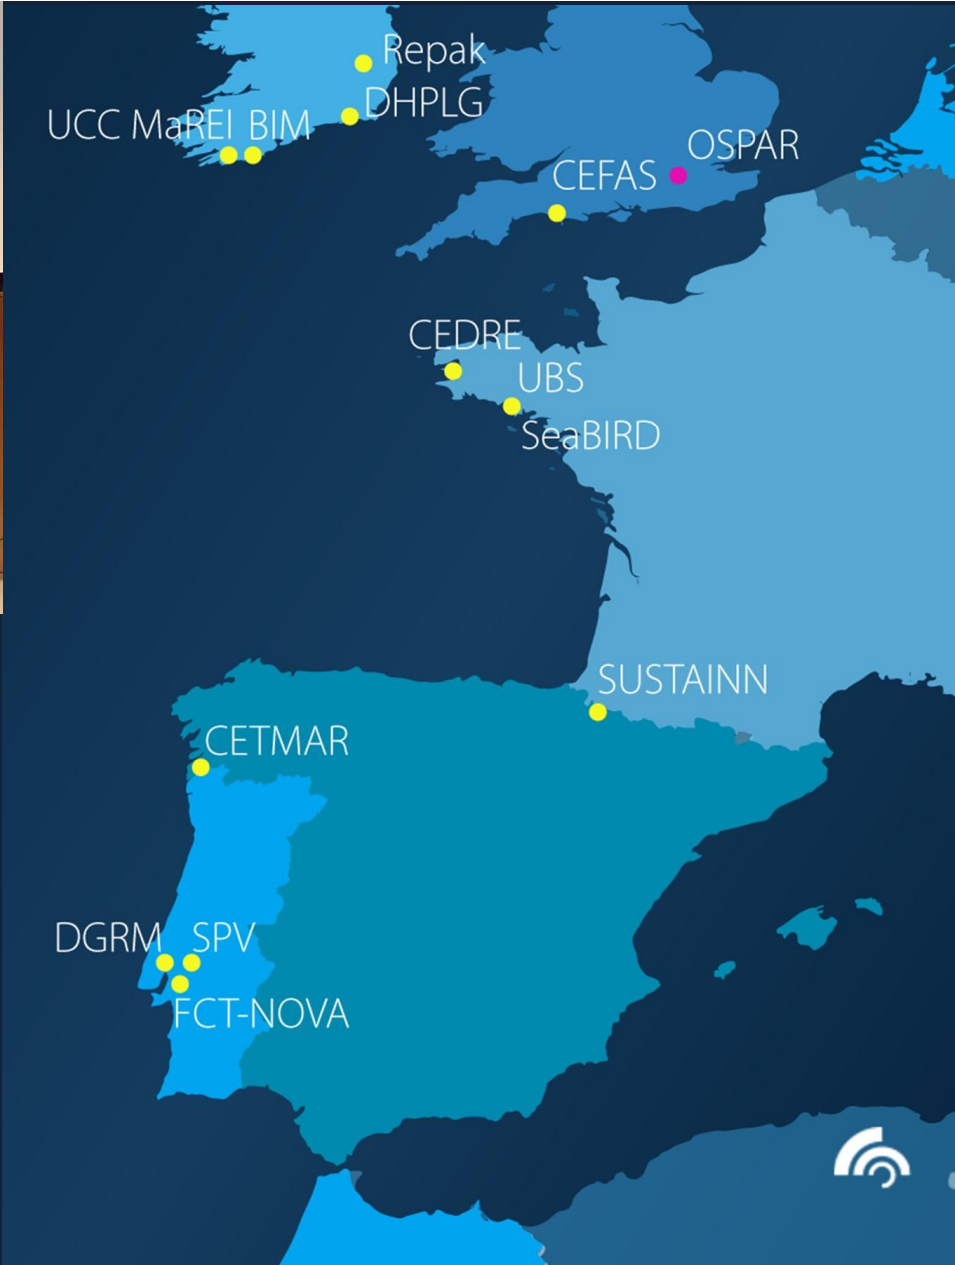 Repak
DHPLG
UCC MaREI BIM
OSPAR
CEFAS
CEDRE
UBS
SeaBIRD
SUSTAINN
CETMAR
DGRM SPV
FCT-NOVA